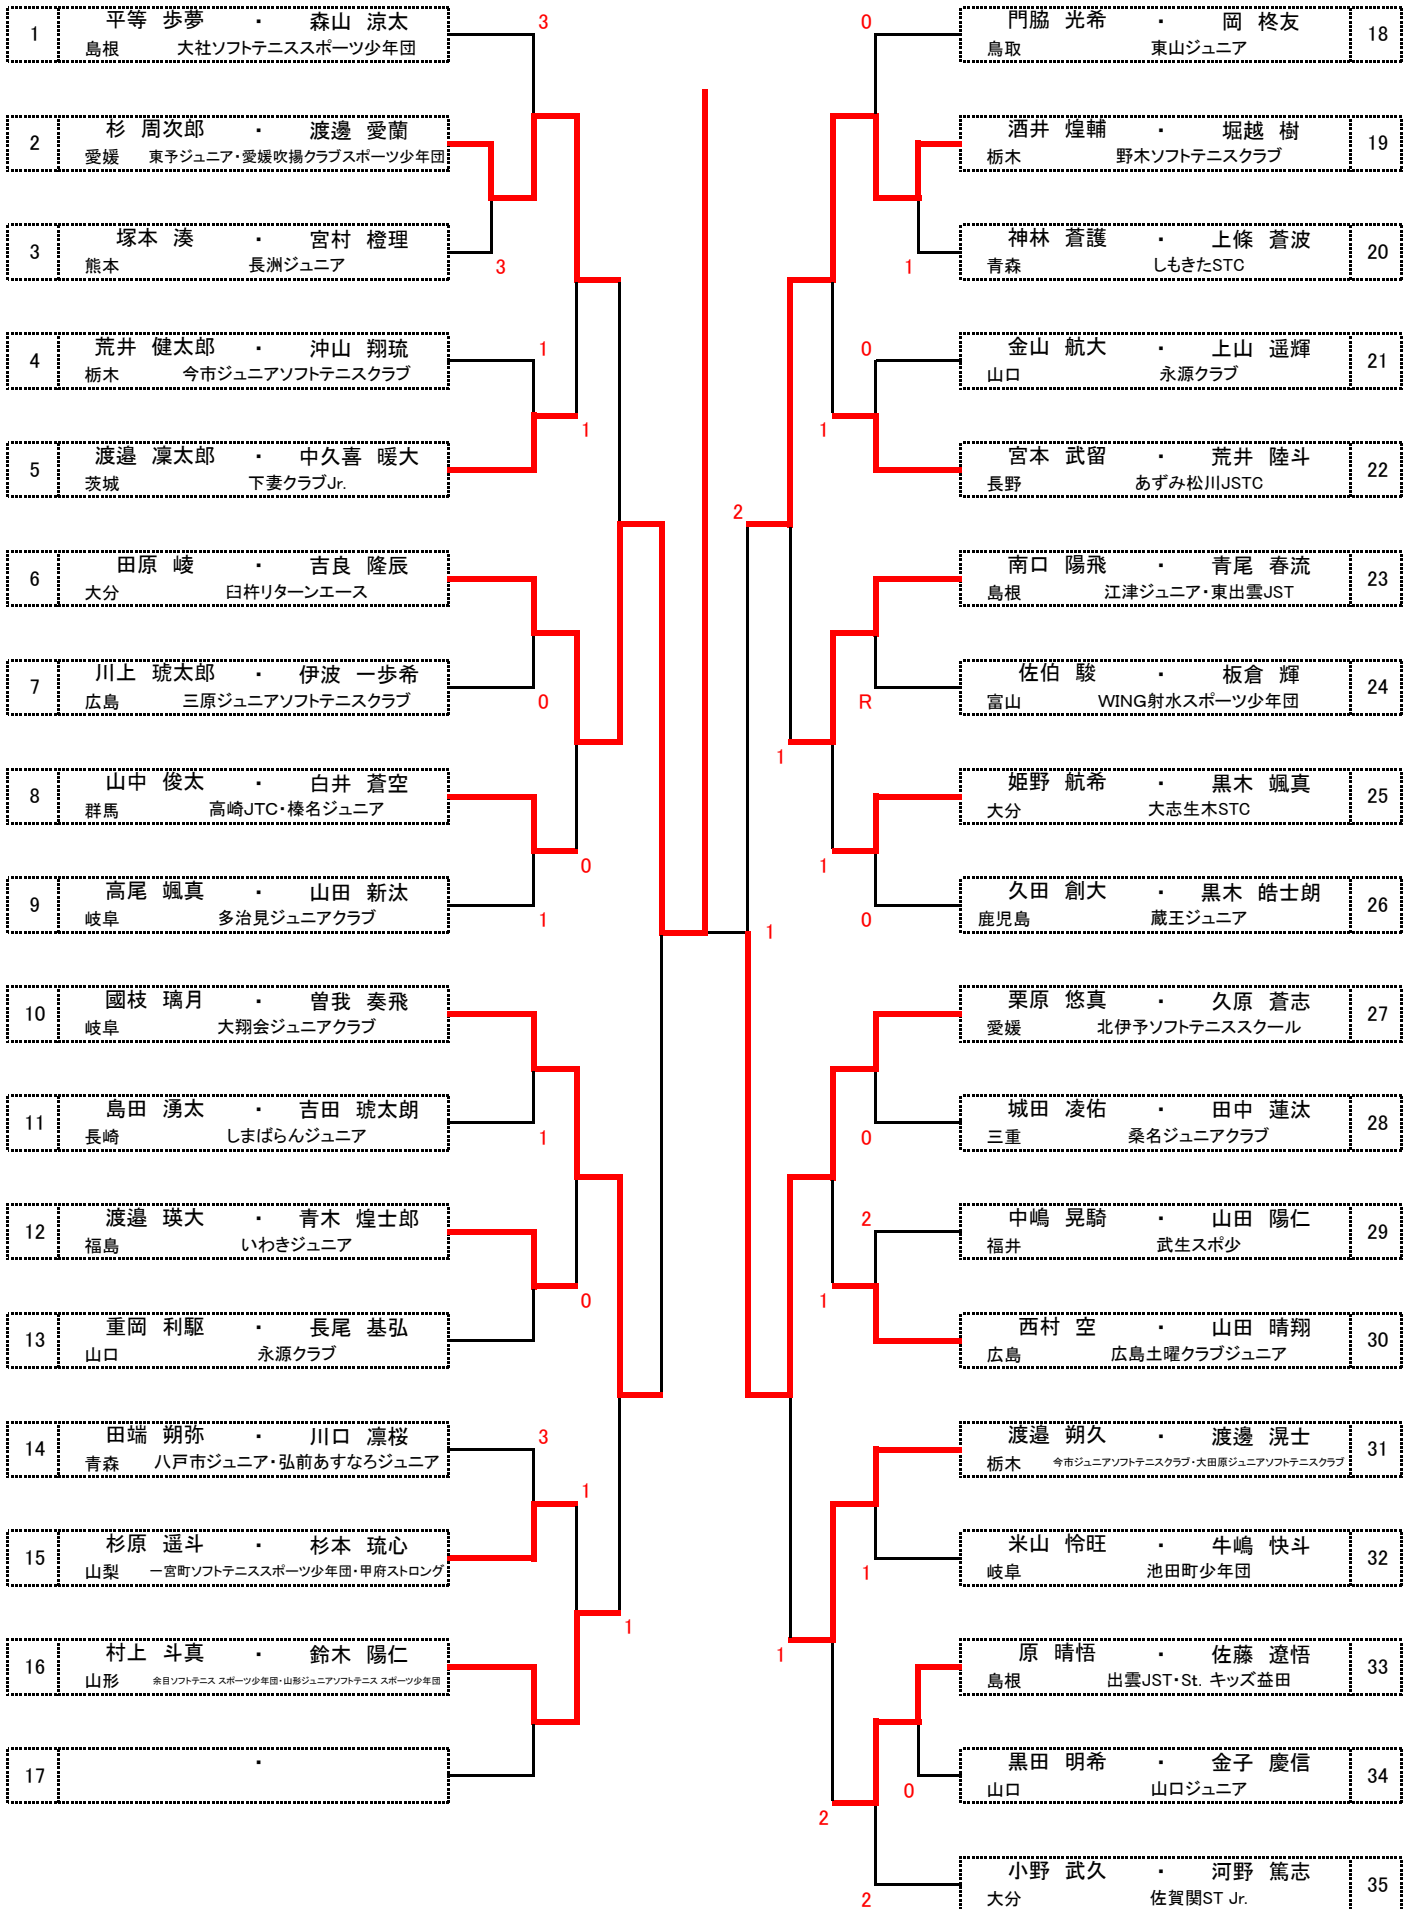 1 平等 歩夢 ・ 森山 涼太
島根 大社ソフトテニススポーツ少年団
3
2 杉 周次郎 ・ 渡邊 愛蘭
愛媛 東予ジュニア・愛媛吹揚クラブスポーツ少年団
3 塚本 湊 ・ 宮村 橙理
熊本 長洲ジュニア
3
4 荒井 健太郎 ・ 沖山 翔琉
栃木 今市ジュニアソフトテニスクラブ
1
1
5 渡邉 凜太郎 ・ 中久喜 暖大
茨城 下妻クラブJr.
6 田原 崚 ・ 吉良 隆辰
大分 臼杵リターンエース
7 川上 琥太郎 ・ 伊波 一歩希
広島 三原ジュニアソフトテニスクラブ
0
8 山中 俊太 ・ 白井 蒼空
群馬 高崎JTC・榛名ジュニア
0
9 高尾 颯真 ・ 山田 新汰
岐阜 多治見ジュニアクラブ
1
10 國枝 璃月 ・ 曽我 奏飛
岐阜 大翔会ジュニアクラブ
11 島田 湧太 ・ 吉田 琥太朗
長崎 しまばらんジュニア
1
12 渡邉 瑛大 ・ 青木 煌士郎
福島 いわきジュニア
0
13 重岡 利駆 ・ 長尾 基弘
山口 永源クラブ
14 田端 朔弥 ・ 川口 凛桜
青森 八戸市ジュニア・弘前あすなろジュニア
3
1
15 杉原 遥斗 ・ 杉本 琉心
山梨 一宮町ソフトテニススポーツ少年団・甲府ストロング
1
16 村上 斗真 ・ 鈴木 陽仁
山形 余目ソフトテニス スポーツ少年団・山形ジュニアソフトテニス スポーツ少年団
17 ・
0
門脇 光希 ・ 岡 柊友 18
鳥取 東山ジュニア
酒井 煌輔 ・ 堀越 樹 19
栃木 野木ソフトテニスクラブ
神林 蒼護 ・ 上條 蒼波 20
青森 しもきたSTC
1
0
金山 航大 ・ 上山 遥輝 21
山口 永源クラブ
1
宮本 武留 ・ 荒井 陸斗 22
長野 あずみ松川JSTC
2
南口 陽飛 ・ 青尾 春流 23
島根 江津ジュニア・東出雲JST
佐伯 駿 ・ 板倉 輝 24
富山 WING射水スポーツ少年団
R
1
姫野 航希 ・ 黒木 颯真 25
大分 大志生木STC
1
久田 創大 ・ 黒木 皓士朗 26
鹿児島 蔵王ジュニア
0
1
栗原 悠真 ・ 久原 蒼志 27
愛媛 北伊予ソフトテニススクール
城田 凌佑 ・ 田中 蓮汰 28
三重 桑名ジュニアクラブ
0
2
中嶋 晃騎 ・ 山田 陽仁 29
福井 武生スポ少
1
西村 空 ・ 山田 晴翔 30
広島 広島土曜クラブジュニア
渡邉 朔久 ・ 渡邊 滉士 31
栃木 今市ジュニアソフトテニスクラブ・大田原ジュニアソフトテニスクラブ
米山 怜旺 ・ 牛嶋 快斗 32
岐阜 池田町少年団
1
1
原 晴悟 ・ 佐藤 遼悟 33
島根 出雲JST・St. キッズ益田
黒田 明希 ・ 金子 慶信 34
山口 山口ジュニア
0
2
小野 武久 ・ 河野 篤志 35
大分 佐賀関ST Jr.
2